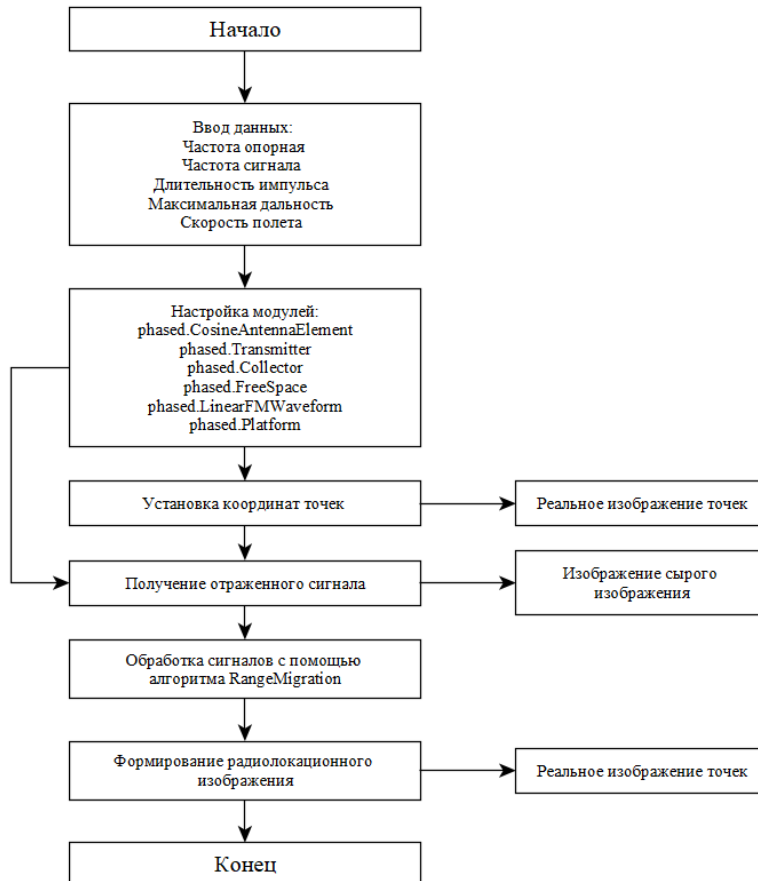 Начало
Ввод данных:
Частота опорная
Частота сигнала
Длительность импульса
Максимальная дальность
Скорость полета
Настройка модулей:
phased.CosineAntennaElement
phased.Transmitter
phased.Collector
phased.FreeSpace
phased.LinearFMWaveform
phased.Platform
Установка координат точек
Реальное изображение точек
Получение отраженного сигнала
Изображение сырого
изображения
Обработка сигналов с помощью
алгоритма RangeMigration
Формирование радиолокационного
изображения
Реальное изображение точек
Конец